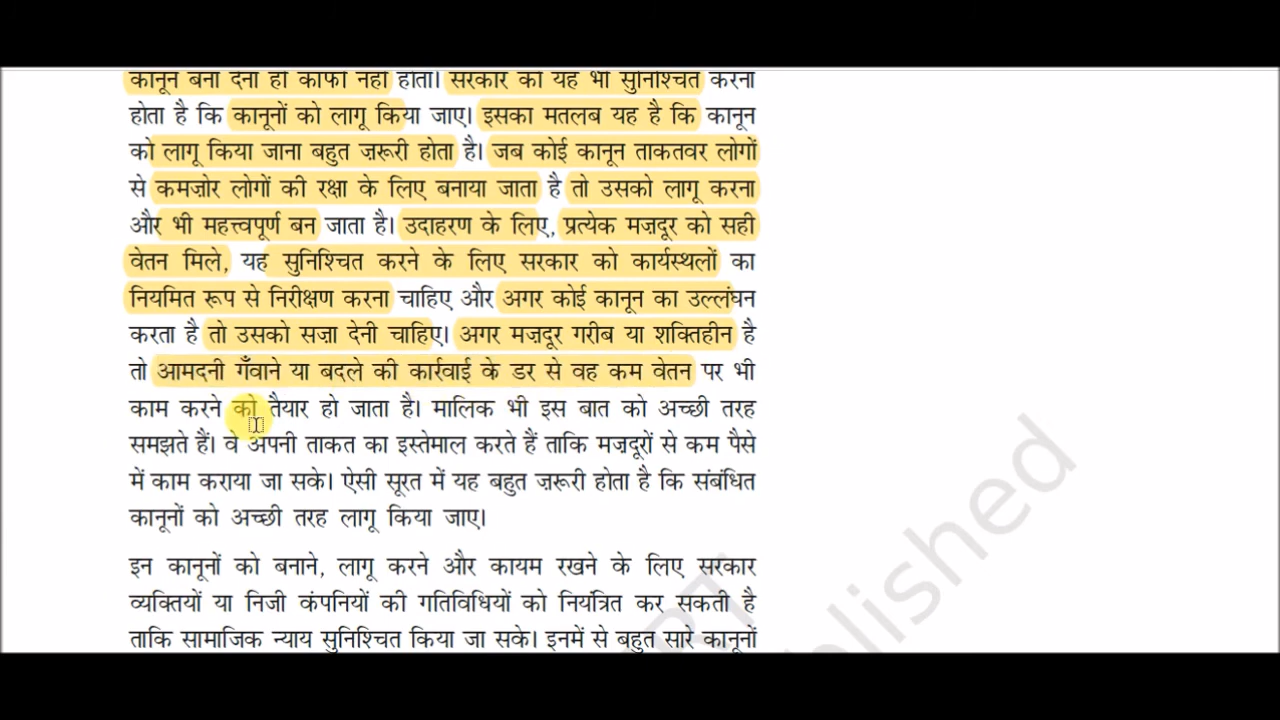 कानून बना देना ही काफी नहीं होता। सरकार को यह भी सुनिश्चित करना
होता है कि कानूनों को लागू किया जाए। इसका मतलब यह है कि कानून
को लागू किया जाना बहुत ज़रूरी होता है। जब कोई कानून ताकतवर लोगों
से कमज़ोर लोगों की रक्षा के लिए बनाया जाता है तो उसको लागू करना
और भी महत्त्वपूर्ण बन जाता है। उदाहरण के लिए, प्रत्येक मज़दूर को सही
वेतन मिले, यह सुनिश्चित करने के लिए सरकार को कार्यस्थलों का
नियमित रूप से निरीक्षण करना चाहिए और अगर कोई कानून का उल्लंघन
करता है तो उसको सज़ा देनी चाहिए। अगर मज़दूर गरीब या शक्तिहीन है
तो आमदनी गँवाने या बदले की कार्रवाई के डर से वह कम वेतन पर भी
काम करने को तैयार हो जाता है। मालिक भी इस बात को अच्छी तरह
समझते हैं। वे अपनी ताकत का इस्तेमाल करते हैं ताकि मज़दूरों से कम पैसे
में काम कराया जा सके। ऐसी सूरत में यह बहुत ज़रूरी होता है कि संबंधित
कानूनों को अच्छी तरह लागू किया जाए।
इन कानूनों को बनाने, लागू करने और कायम रखने के लिए सरकार
व्यक्तियों या निजी कंपनियों की गतिविधियों को नियंत्रित कर सकती है
ताकि सामाजिक न्याय सुनिश्चित किया जा सके। इनमें से बहुत सारे कानूनों